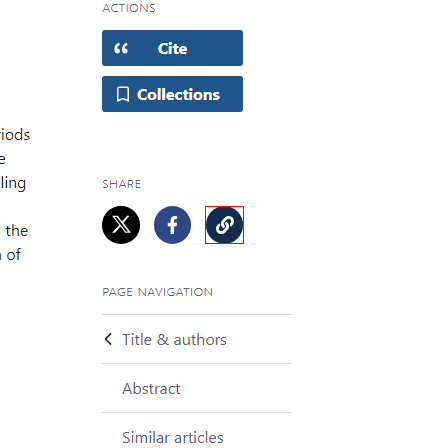 ACTIONS
Cite
Collections
iods
e
ling
SHARE
the
of
PAGE NAVIGATION
Title & authors
Abstract
Similar articles